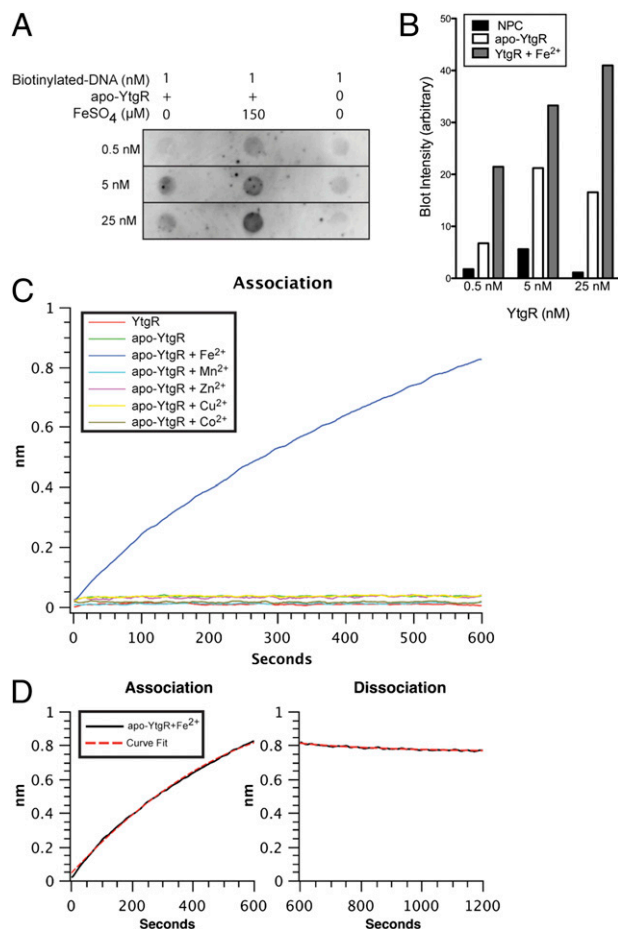 A
Biotinylated-DNA (nM) 1 1 1
apo-YtgR + + 0
FeSO4 (µM) 0 150 0
0.5 nM
5 nM
25 nM
B
NPC
apo-YtgR
YtgR + Fe2+
Blot Intensity (arbitrary)
50
40
30
20
10
0
0.5 nM 5 nM 25 nM
YtgR (nM)
C
Association
YtgR
apo-YtgR
apo-YtgR + Fe2+
apo-YtgR + Mn2+
apo-YtgR + Zn2+
apo-YtgR + Cu2+
apo-YtgR + Co2+
nm
1
0.8
0.6
0.4
0.2
0
0 100 200 300 400 500 600
Seconds
D
Association
apo-YtgR+Fe2+
Curve Fit
nm
1
0.8
0.6
0.4
0.2
0
0 200 400 600
Seconds
Dissociation
nm
1
0.8
0.6
0.4
0.2
0
600 800 1000 1200
Seconds